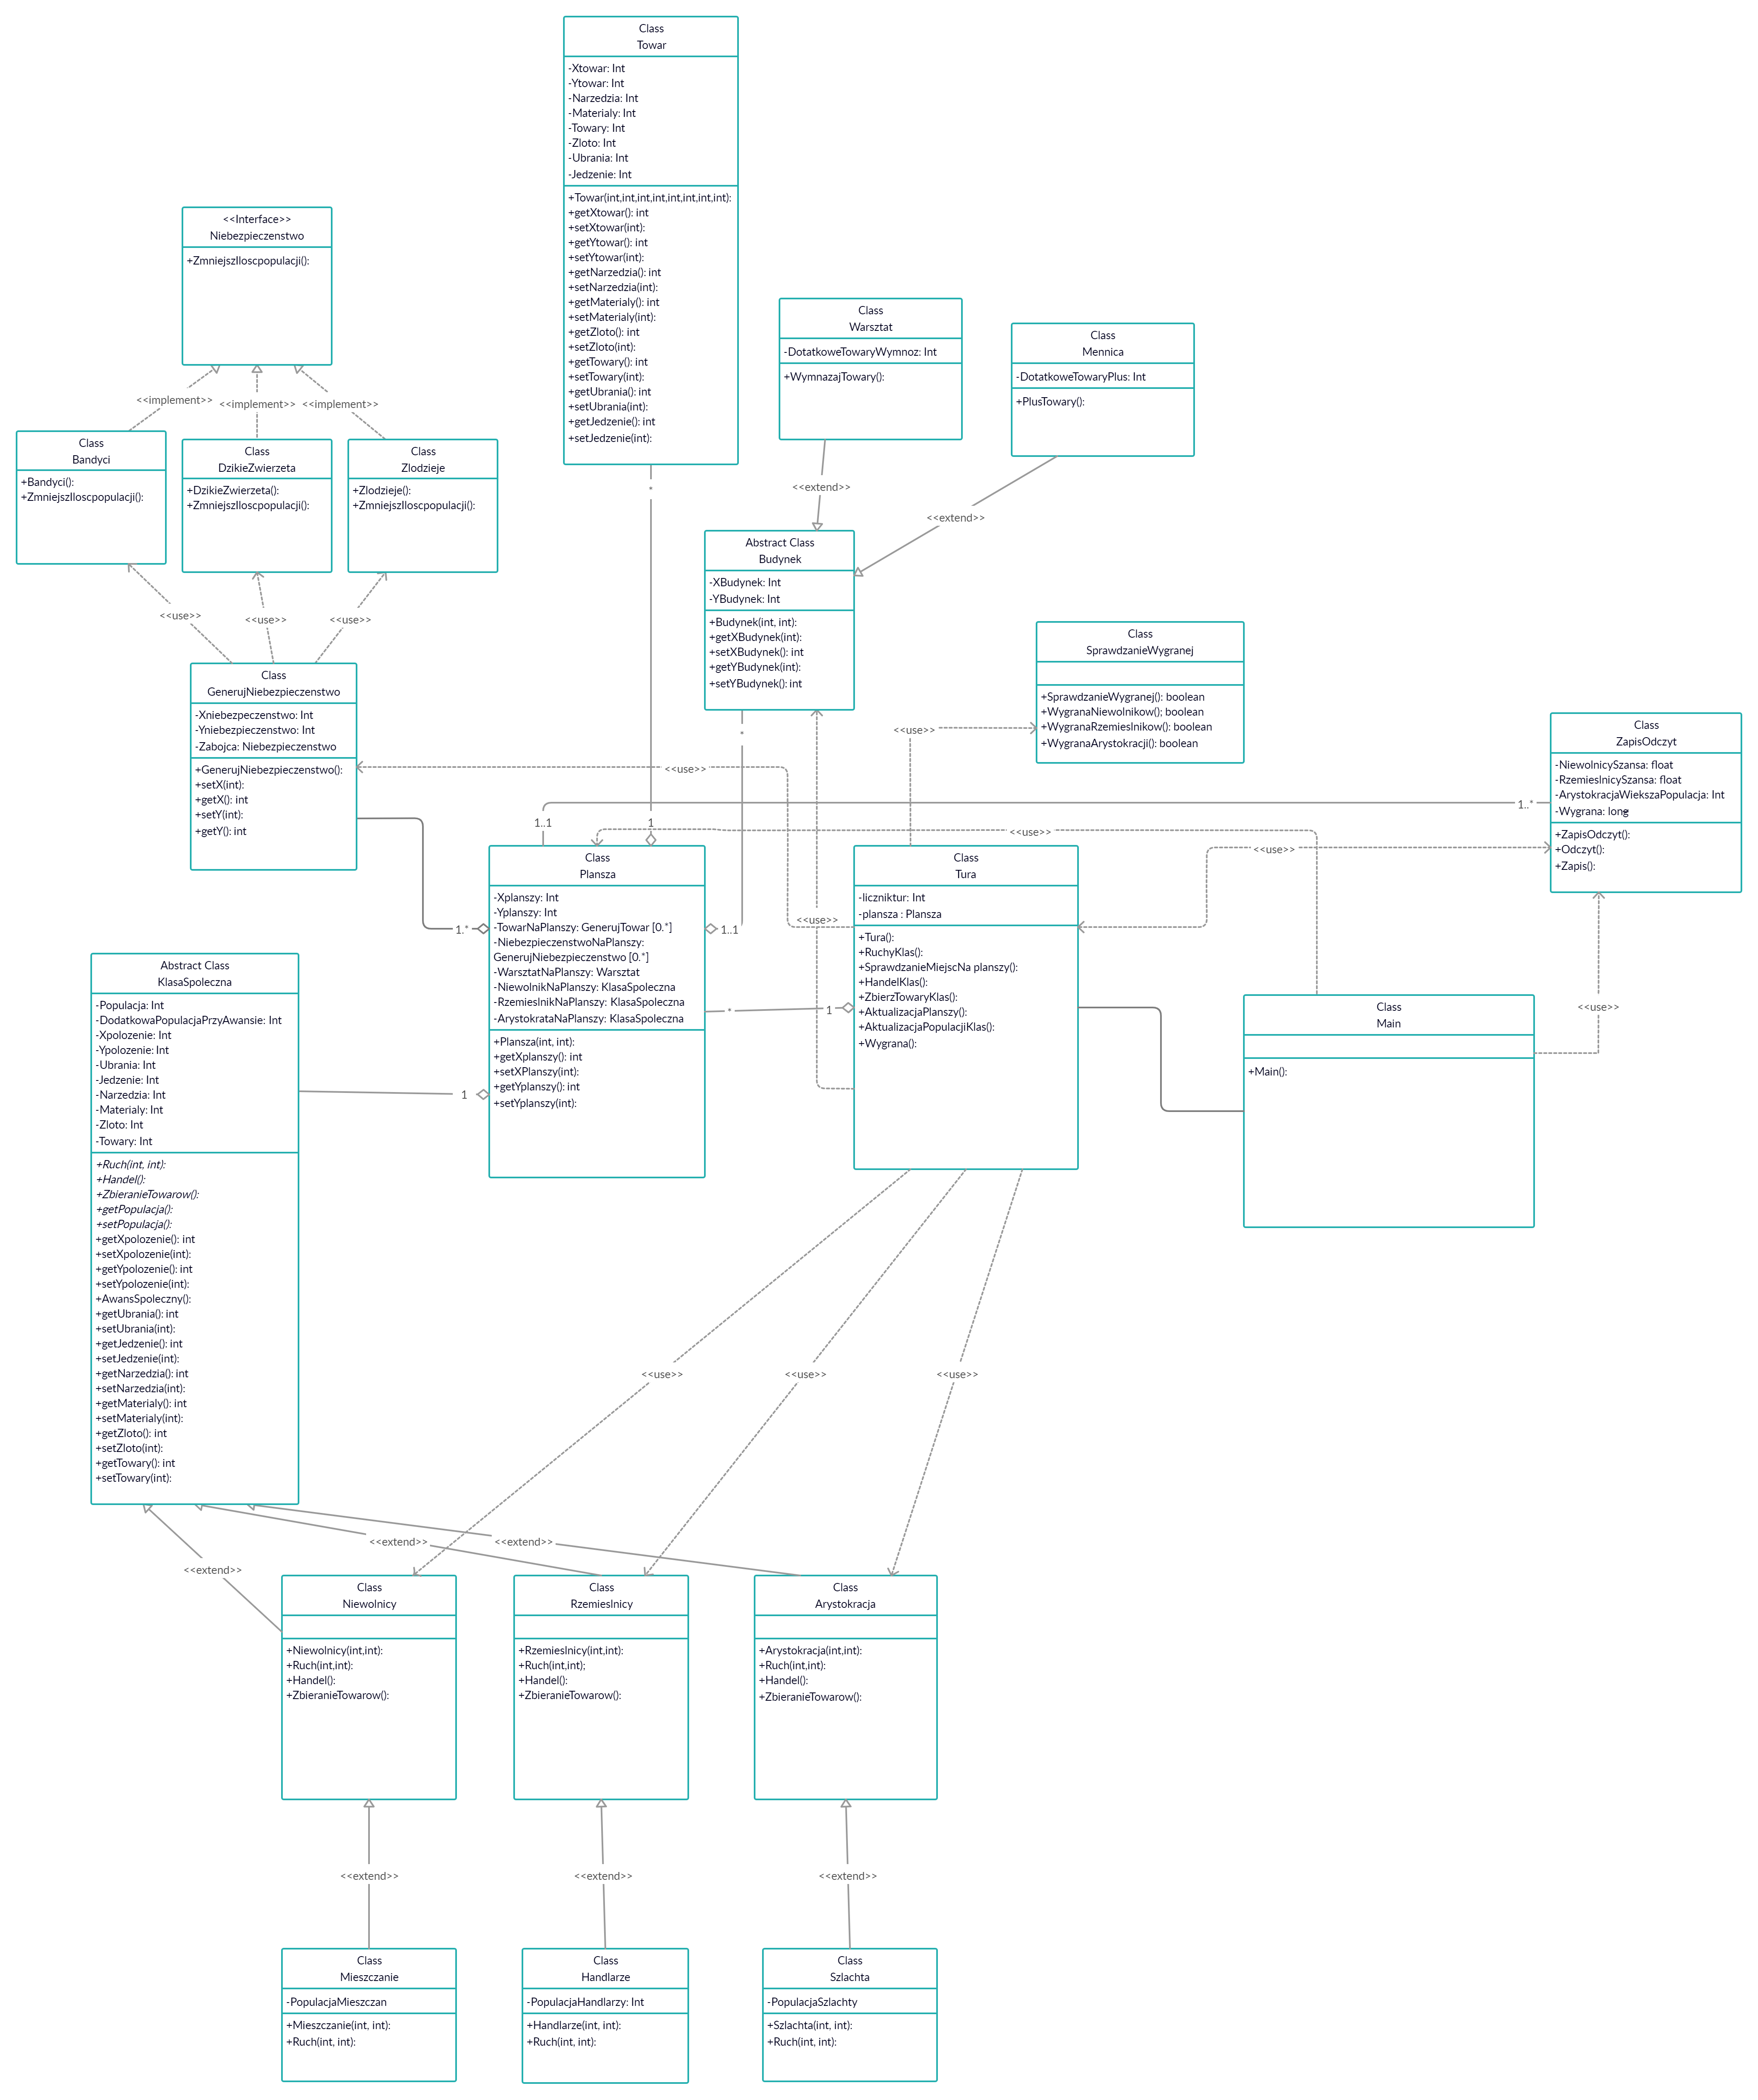 Class
Towar
-Xtowar: Int
-Ytowar: Int
-Narzedzia: Int
-Materialy: Int
-Towary: Int
-Zloto: Int
-Ubrania: Int
-Jedzenie: Int
+Towar(int,int,int,int,int,int,int,int):
+getXtowar(): int
+setXtowar(int):
+getYtowar(): int
+setYtowar(int):
+getNarzedzia(): int
+setNarzedzia(int):
+getMaterialy(): int
+setMaterialy(int):
+getZloto(): int
+setZloto(int):
+getTowary(): int
+setTowary(int):
+getUbrania(): int
+setUbrania(int):
+getJedzenie(): int
+setJedzenie(int):
<<Interface>>
Niebezpieczenstwo
+ZmniejszIloscpopulacji():
<<implement>>
<<implement>>
<<implement>>
Class
Warsztat
-DotatkoweTowaryWymnoz: Int
+WymnazajTowary():
Class
Mennica
-DotatkoweTowaryPlus: Int
+PlusTowary():
Class
Bandyci
+Bandyci():
+ZmniejszIloscpopulacji():
Class
DzikieZwierzeta
+DzikieZwierzeta():
+ZmniejszIloscpopulacji():
Class
Zlodzieje
+Zlodzieje():
+ZmniejszIloscpopulacji():
*
<<extend>>
<<extend>>
Abstract Class
Budynek
-XBudynek: Int
-YBudynek: Int
+Budynek(int, int):
+getXBudynek(int):
+setXBudynek(): int
+getYBudynek(int):
+setYBudynek(): int
<<use>>
<<use>>
<<use>>
Class
SprawdzanieWygranej
+SprawdzanieWygranej(): boolean
+WygranaNiewolnikow(); boolean
+WygranaRzemieslnikow(): boolean
+WygranaArystokracji(): boolean
Class
GenerujNiebezpieczenstwo
-Xniebezpeczenstwo: Int
-Yniebezpieczenstwo: Int
-Zabojca: Niebezpieczenstwo
+GenerujNiebezpieczenstwo():
+setX(int):
+getX(): int
+setY(int):
+getY(): int
*
<<use>>
<<use>>
Class
ZapisOdczyt
-NiewolnicySzansa: float
-RzemieslnicySzansa: float
-ArystokracjaWiekszaPopulacja: Int
-Wygrana: long
+ZapisOdczyt():
+Odczyt():
+Zapis():
1..*
1..1
1
<<use>>
<<use>>
Class
Plansza
-Xplanszy: Int
-Yplanszy: Int
-TowarNaPlanszy: GenerujTowar [0.*]
-NiebezpieczenstwoNaPlanszy:
GenerujNiebezpieczenstwo [0.*]
-WarsztatNaPlanszy: Warsztat
-NiewolnikNaPlanszy: KlasaSpoleczna
-RzemieslnikNaPlanszy: KlasaSpoleczna
-ArystokrataNaPlanszy: KlasaSpoleczna
+Plansza(int, int):
+getXplanszy(): int
+setXPlanszy(int):
+getYplanszy(): int
+setYplanszy(int):
1.*
1..1
<<use>>
Class
Tura
-liczniktur: Int
-plansza : Plansza
+Tura():
+RuchyKlas():
+SprawdzanieMiejscNa planszy():
+HandelKlas():
+ZbierzTowaryKlas():
+AktualizacjaPlanszy():
+AktualizacjaPopulacjiKlas():
+Wygrana():
*
1
1
Class
Main
+Main():
<<use>>
Abstract Class
KlasaSpoleczna
-Populacja: Int
-DodatkowaPopulacjaPrzyAwansie: Int
-Xpolozenie: Int
-Ypolozenie: Int
-Ubrania: Int
-Jedzenie: Int
-Narzedzia: Int
-Materialy: Int
-Zloto: Int
-Towary: Int
+Ruch(int, int):
+Handel():
+ZbieranieTowarow():
+getPopulacja():
+setPopulacja():
+getXpolozenie(): int
+setXpolozenie(int):
+getYpolozenie(): int
+setYpolozenie(int):
+AwansSpoleczny():
+getUbrania(): int
+setUbrania(int):
+getJedzenie(): int
+setJedzenie(int):
+getNarzedzia(): int
+setNarzedzia(int):
+getMaterialy(): int
+setMaterialy(int):
+getZloto(): int
+setZloto(int):
+getTowary(): int
+setTowary(int):
<<use>>
<<use>>
<<use>>
<<extend>>
<<extend>>
<<extend>>
Class
Niewolnicy
+Niewolnicy(int,int):
+Ruch(int,int):
+Handel():
+ZbieranieTowarow():
Class
Rzemieslnicy
+Rzemieslnicy(int,int):
+Ruch(int,int);
+Handel():
+ZbieranieTowarow():
Class
Arystokracja
+Arystokracja(int,int):
+Ruch(int,int):
+Handel():
+ZbieranieTowarow():
<<extend>>
<<extend>>
<<extend>>
Class
Mieszczanie
-PopulacjaMieszczan
+Mieszczanie(int, int):
+Ruch(int, int):
Class
Handlarze
-PopulacjaHandlarzy: Int
+Handlarze(int, int):
+Ruch(int, int):
Class
Szlachta
-PopulacjaSzlachty
+Szlachta(int, int):
+Ruch(int, int):